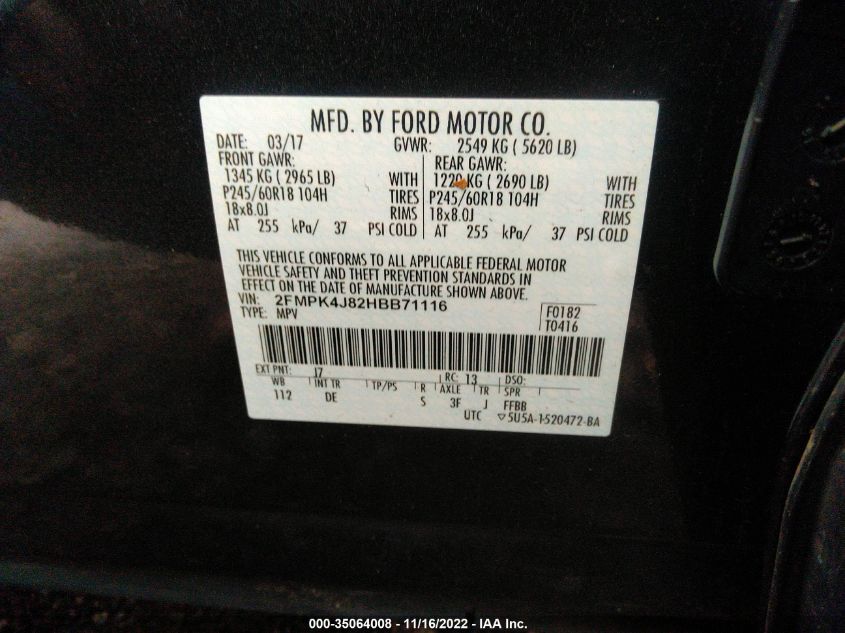 MFD. BY FORD MOTOR CO.
DATE: 03/17 GVWR: 2549 KG ( 5620 LB)
FRONT GAWR: REAR GAWR:
1345 KG ( 2965 LB) WITH 1220 KG ( 2690 LB) WITH
P245/60R18 104H TIRES P245/60R18 104H TIRES
18x8.0J RIMS 18x8.0J RIMS
AT 255 kPa/ 37 PSI COLD AT 255 kPa/ 37 PSI COLD
THIS VEHICLE CONFORMS TO ALL APPLICABLE FEDERAL MOTOR
VEHICLE SAFETY AND THEFT PREVENTION STANDARDS IN
EFFECT ON THE DATE OF MANUFACTURE SHOWN ABOVE.
VIN: 2FMPK4J82HBB71116 F0182
TYPE: MPV T0416
EXT PNT: J7 RC: 13 DSO:
WB INT TR TP/PS R AXLE TR SPR
112 DE S 3F J FFBB
UTC ▽5U5A-1520472-BA
000-35064008 - 11/16/2022 - IAA Inc.